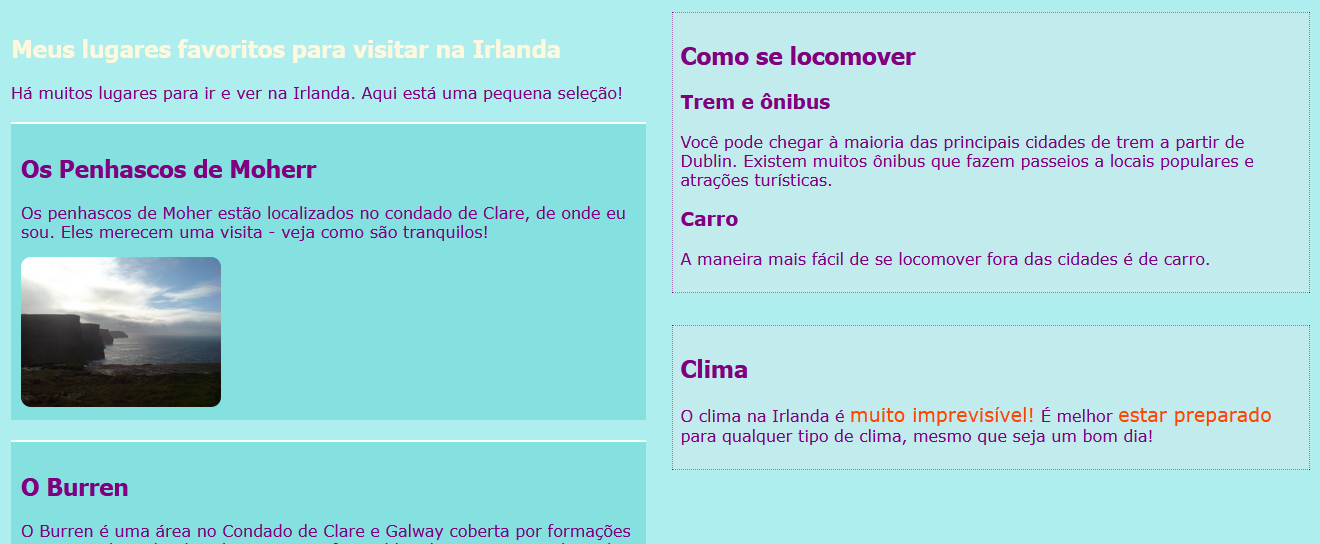 Meus lugares favoritos para visitar na Irlanda
Há muitos lugares para ir e ver na Irlanda. Aqui está uma pequena seleção!
Os Penhascos de Moherr
Os penhascos de Moher estão localizados no condado de Clare, de onde eu
sou. Eles merecem uma visita - veja como são tranquilos!
O Burren
O Burren é uma área no Condado de Clare e Galway coberta por formações
Como se locomover
Trem e ônibus
Você pode chegar à maioria das principais cidades de trem a partir de
Dublin. Existem muitos ônibus que fazem passeios a locais populares e
atrações turísticas.
Carro
A maneira mais fácil de se locomover fora das cidades é de carro.
Clima
O clima na Irlanda é muito imprevisível! É melhor estar preparado
para qualquer tipo de clima, mesmo que seja um bom dia!